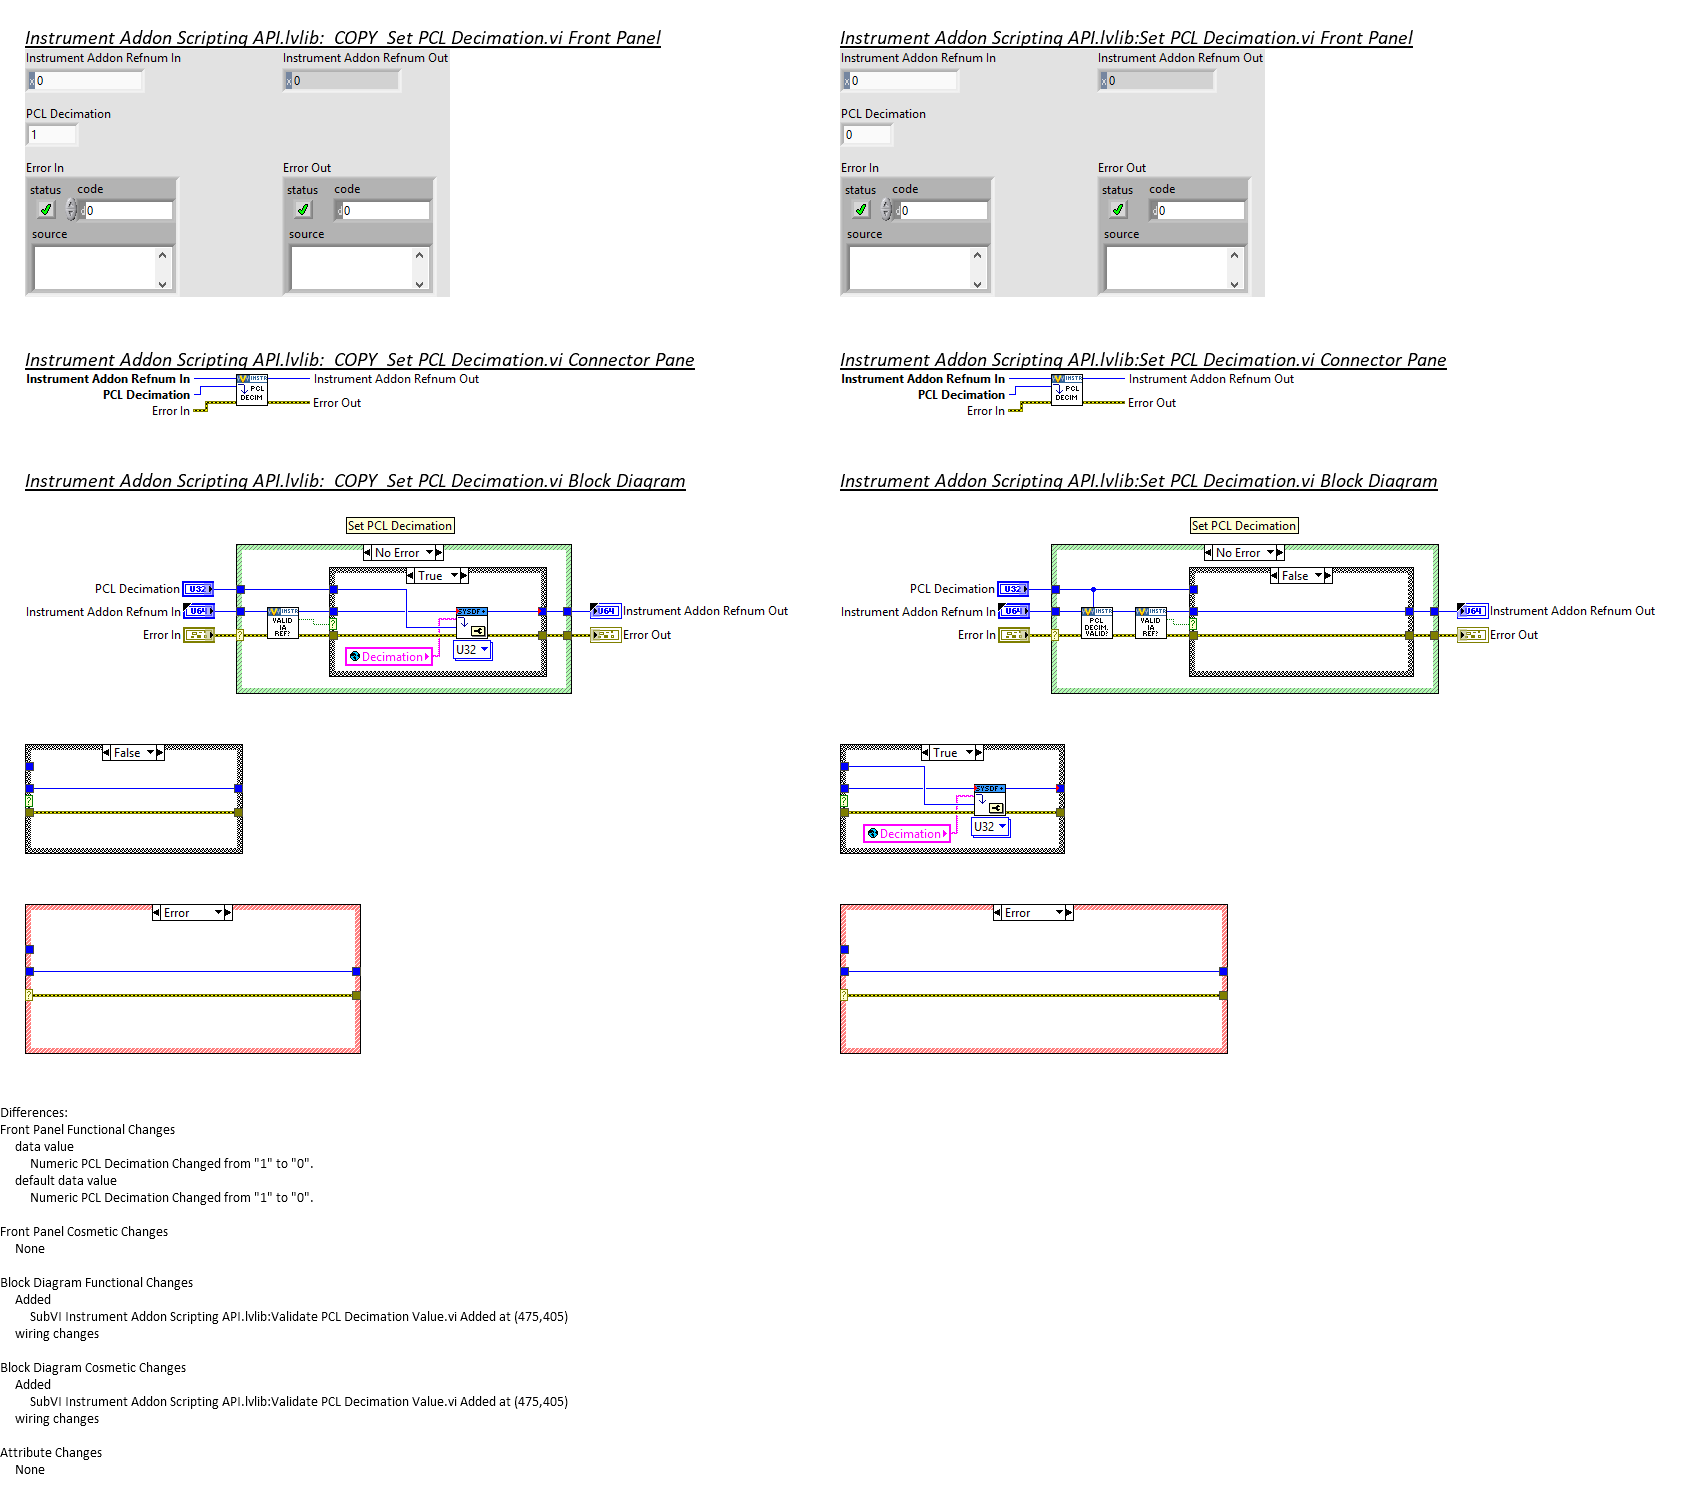 Instrument Addon Scripting API.lvlib:  COPY  Set PCL Decimation.vi Front Panel
Instrument Addon Refnum In
Instrument Addon Refnum Out
x 0
x 0
PCL Decimation
1
Error In
Error Out
status
code
status
code
d 0
d 0
source
source
Instrument Addon Scripting API.lvlib:Set PCL Decimation.vi Front Panel
Instrument Addon Refnum In
Instrument Addon Refnum Out
x 0
x 0
PCL Decimation
0
Error In
Error Out
status
code
status
code
d 0
d 0
source
source
Instrument Addon Scripting API.lvlib:  COPY  Set PCL Decimation.vi Connector Pane
Instrument Addon Refnum In
INSTR
Instrument Addon Refnum Out
PCL Decimation
PCL
DECIM
Error In
Error Out
Instrument Addon Scripting API.lvlib:Set PCL Decimation.vi Connector Pane
Instrument Addon Refnum In
INSTR
Instrument Addon Refnum Out
PCL Decimation
PCL
DECIM
Error In
Error Out
Instrument Addon Scripting API.lvlib:  COPY  Set PCL Decimation.vi Block Diagram
Set PCL Decimation
No Error
True
PCL Decimation
U32
Instrument Addon Refnum In
U64
INSTR
VALID
IA
REF?
SYSDF
U64
Instrument Addon Refnum Out
Error In
?
?
Error Out
Decimation
U32
False
?
Error
?
Instrument Addon Scripting API.lvlib:Set PCL Decimation.vi Block Diagram
Set PCL Decimation
No Error
False
PCL Decimation
U32
Instrument Addon Refnum In
U64
INSTR
PCL
DECIM.
VALID?
INSTR
VALID
IA
REF?
U64
Instrument Addon Refnum Out
Error In
?
?
Error Out
True
SYSDF
?
Decimation
U32
Error
?
Differences:
Front Panel Functional Changes
data value
Numeric PCL Decimation Changed from "1" to "0".
default data value
Numeric PCL Decimation Changed from "1" to "0".
Front Panel Cosmetic Changes
None
Block Diagram Functional Changes
Added
SubVI Instrument Addon Scripting API.lvlib:Validate PCL Decimation Value.vi Added at (475,405)
wiring changes
Block Diagram Cosmetic Changes
Added
SubVI Instrument Addon Scripting API.lvlib:Validate PCL Decimation Value.vi Added at (475,405)
wiring changes
Attribute Changes
None